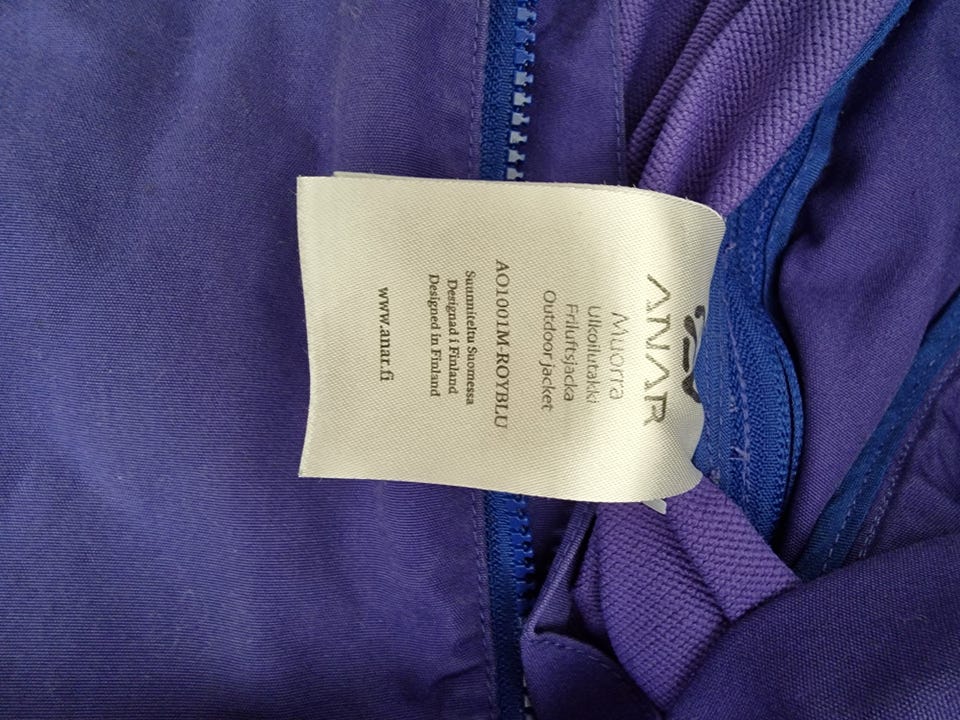 ANAR
Muorra
Ulkoilutakki
Friluftsjacka
Outdoor jacket
AO1001M-ROYBLU
Suunniteltu Suomessa
Designad i Finland
Designed in Finland
www.anar.fi